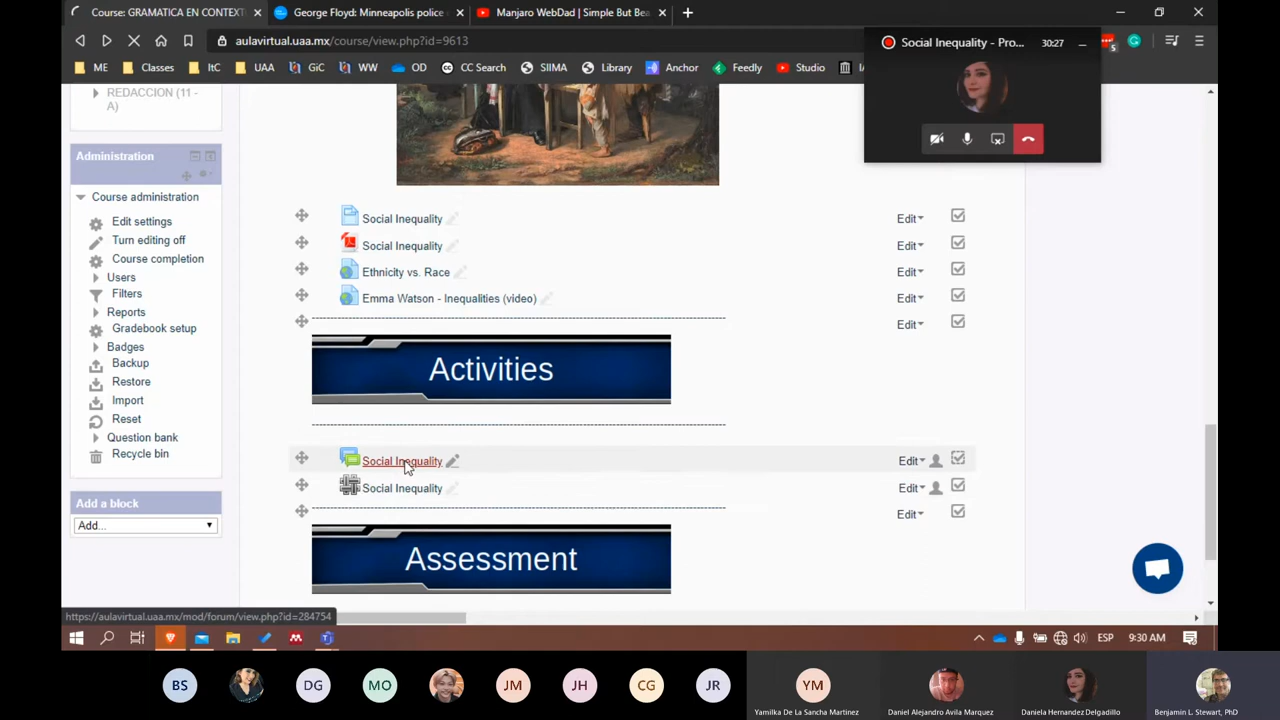 Course: GRAMATICA EN CONTEXT
George Floyd: Minneapolis police
Manjaro WebDad | Simple But Bea
aulavirtual.uaa.mx/course/view.php?id=9613
Social Inequality - Pro...
30:27
5
ME
Classes
ItC
UAA
GiC
WW
OD
CC Search
SIIMA
Library
Anchor
Feedly
Studio
REDACCION (11 -
A)
Administration
Course administration
Edit settings
Turn editing off
Course completion
Users
Filters
Reports
Gradebook setup
Badges
Backup
Restore
Import
Reset
Question bank
Recycle bin
Add a block
Add...
Social Inequality
Edit
Social Inequality
Edit
Ethnicity vs. Race
Edit
Emma Watson - Inequalities (video)
Edit
Edit
Activities
Social Inequality
Edit
Social Inequality
Edit
Edit
Assessment
https://aulavirtual.uaa.mx/mod/forum/view.php?id=284754
ESP
9:30 AM
BS
DG
MO
JM
JH
CG
JR
YM
Yamilka De La Sancha Martinez
Daniel Alejandro Avila Marquez
Daniela Hernandez Delgadillo
Benjamin L. Stewart, PhD